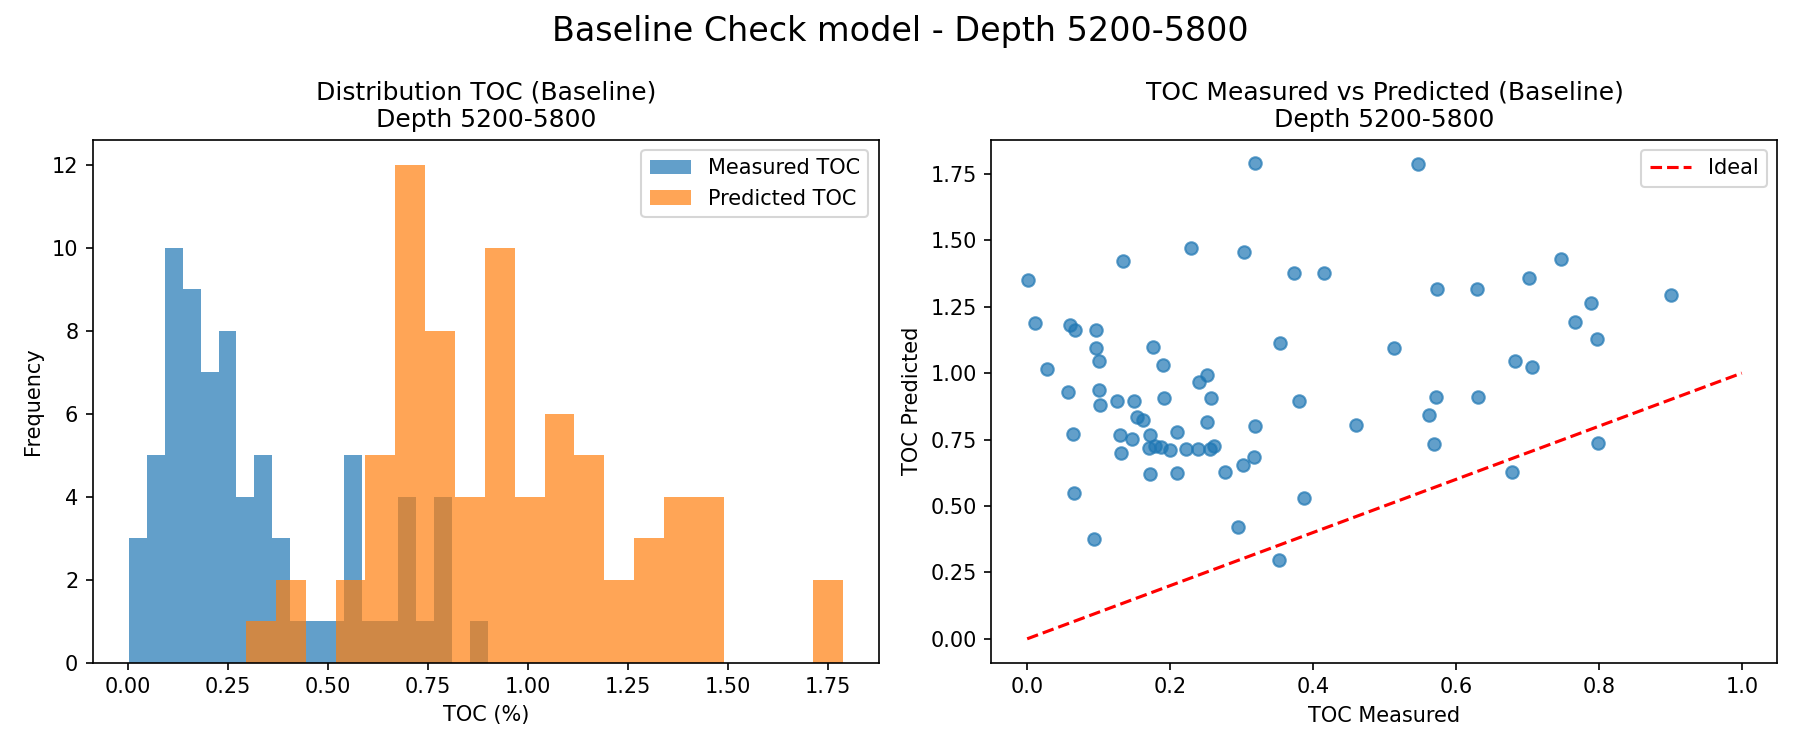 Baseline Check model - Depth 5200-5800
Distribution TOC (Baseline)
Depth 5200-5800
Measured TOC
Predicted TOC
Frequency
12
10
8
6
4
2
0
0.00 0.25 0.50 0.75 1.00 1.25 1.50 1.75
TOC (%)
TOC Measured vs Predicted (Baseline)
Depth 5200-5800
Ideal
TOC Predicted
1.75
1.50
1.25
1.00
0.75
0.50
0.25
0.00
0.0 0.2 0.4 0.6 0.8 1.0
TOC Measured